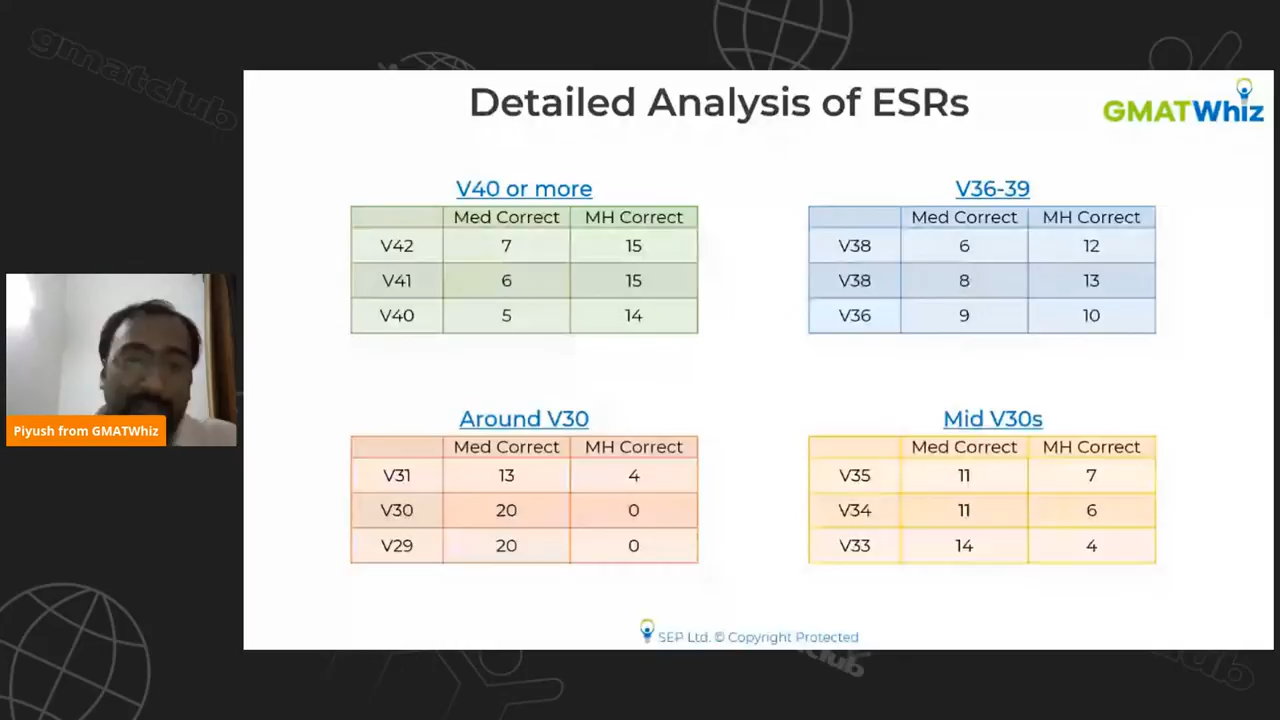 gmatclub
Detailed Analysis of ESRs
GMATWhiz
V40 or more
Med Correct MH Correct
V42 7 15
V41 6 15
V40 5 14
V36-39
Med Correct MH Correct
V38 6 12
V38 8 13
V36 9 10
Piyush from GMATWhiz
Around V30
Med Correct MH Correct
V31 13 4
V30 20 0
V29 20 0
Mid V30s
Med Correct MH Correct
V35 11 7
V34 11 6
V33 14 4
SEP Ltd. © Copyright Protected
club